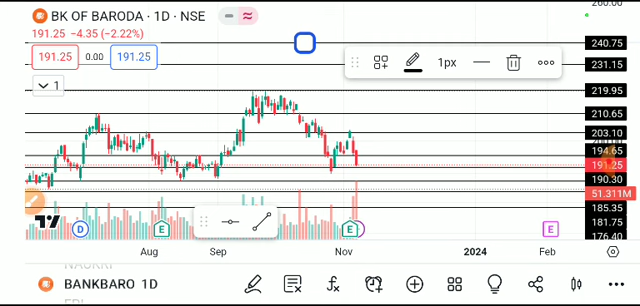 BK OF BARODA · 1D · NSE
191.25 −4.35 (−2.22%)
191.25 0.00 191.25
1
1px
260.00
240.75
231.15
219.95
210.65
203.10
194.65
191.25
190.30
51.311M
185.35
181.75
176.40
D E E E
Aug Sep Nov 2024 Feb
BANKBARO 1D